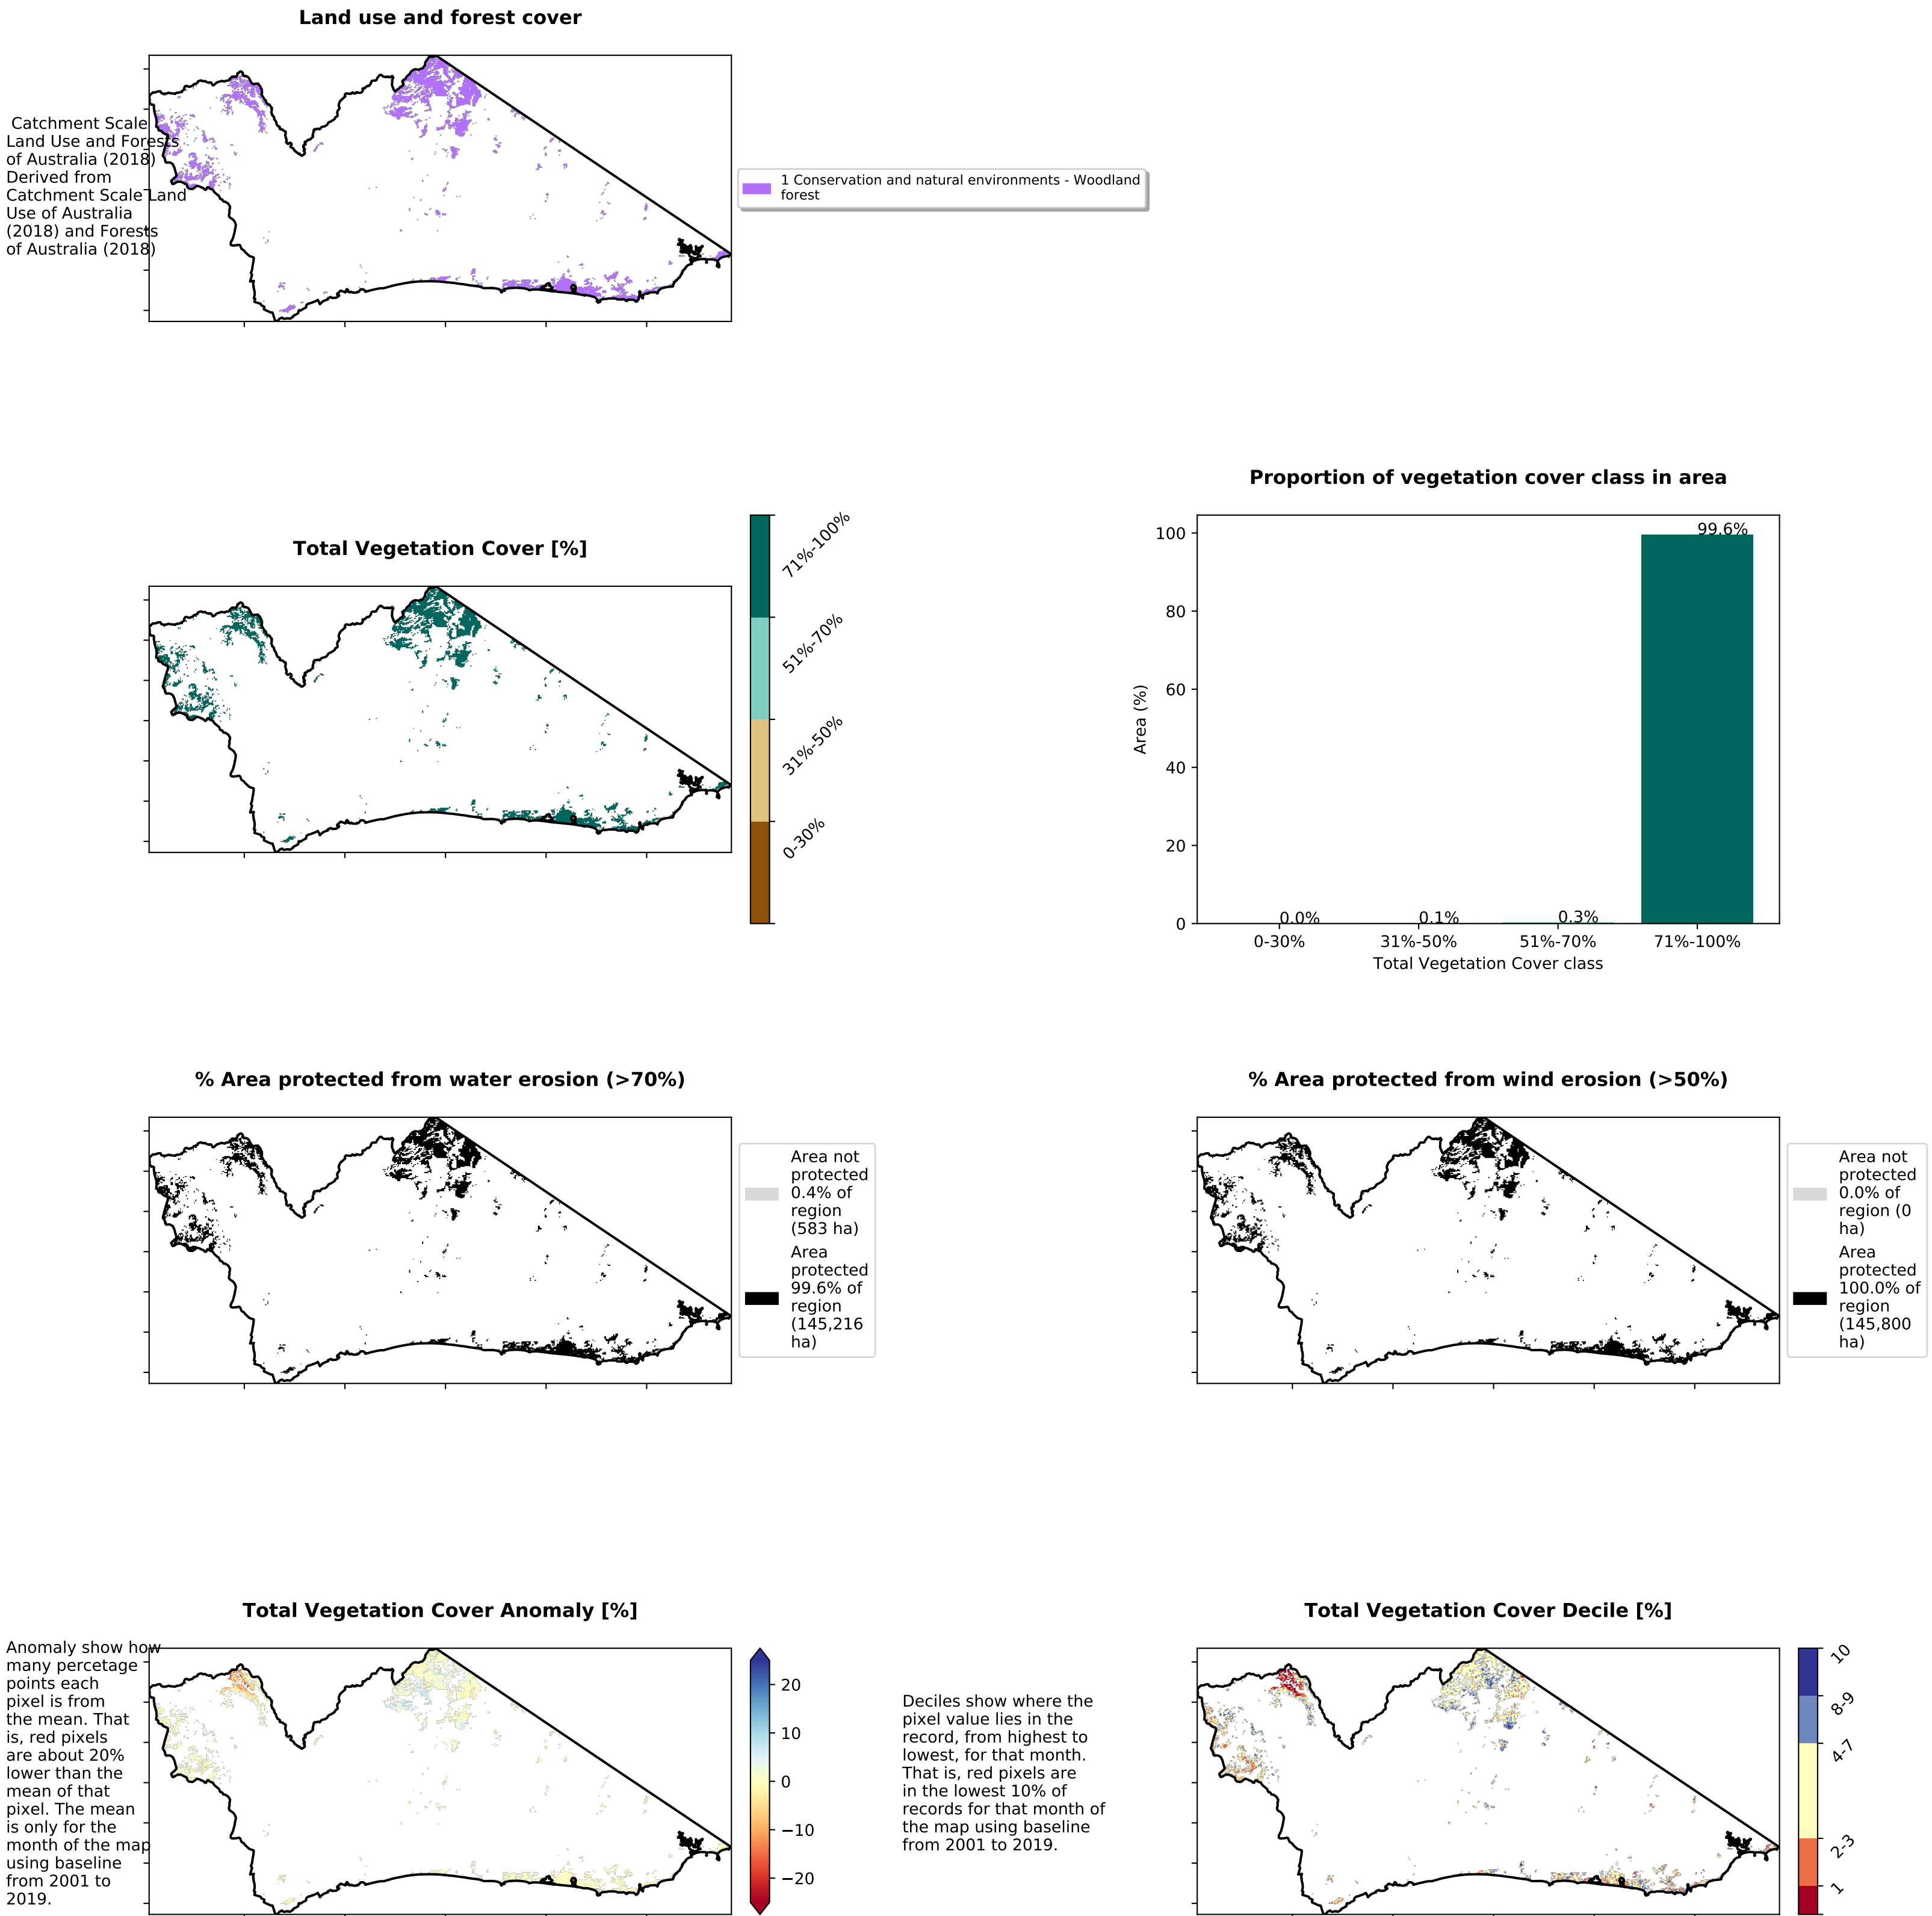 Land use and forest cover
Catchment Scale
Land Use and Forests
of Australia (2018)
Derived from
Catchment Scale Land
Use of Australia
(2018) and Forests
of Australia (2018)
1 Conservation and natural environments - Woodland
forest
Total Vegetation Cover [%]
71%-100%
51%-70%
31%-50%
0-30%
Proportion of vegetation cover class in area
Area (%)
100
80
60
40
20
0
0.0%
0.1%
0.3%
99.6%
0-30%
31%-50%
51%-70%
71%-100%
Total Vegetation Cover class
% Area protected from water erosion (>70%)
Area not
protected
0.4% of
region
(583 ha)
Area
protected
99.6% of
region
(145,216
ha)
% Area protected from wind erosion (>50%)
Area not
protected
0.0% of
region (0
ha)
Area
protected
100.0% of
region
(145,800
ha)
Total Vegetation Cover Anomaly [%]
Anomaly show how
many percetage
points each
pixel is from
the mean. That
is, red pixels
are about 20%
lower than the
mean of that
pixel. The mean
is only for the
month of the map
using baseline
from 2001 to
2019.
20
10
0
−10
−20
Total Vegetation Cover Decile [%]
Deciles show where the
pixel value lies in the
record, from highest to
lowest, for that month.
That is, red pixels are
in the lowest 10% of
records for that month of
the map using baseline
from 2001 to 2019.
10
8-9
4-7
2-3
1